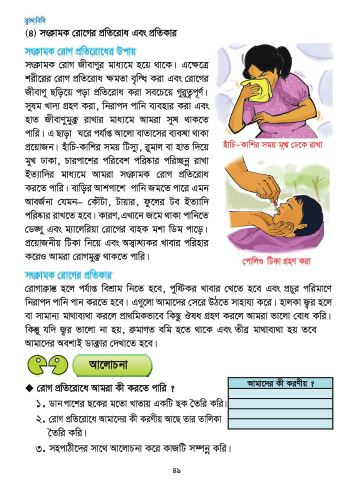 স্বাস্থ্যবিধি
(৪) সংক্রামক রোগের প্রতিরোধ এবং প্রতিকার
সংক্রামক রোগ প্রতিরোধের উপায়
সংক্রামক রোগ জীবাণুর মাধ্যমে হয়ে থাকে। এক্ষেত্রে
শরীরের রোগ প্রতিরোধ ক্ষমতা বৃদ্ধি করা এবং রোগের
জীবাণু ছড়িয়ে পড়া প্রতিরোধ করা সবচেয়ে গুরুত্বপূর্ণ।
সুষম খাদ্য গ্রহণ করা, নিরাপদ পানি ব্যবহার করা এবং
হাত জীবাণুমুক্ত রাখার মাধ্যমে আমরা সুস্থ থাকতে
পারি। এ ছাড়া ঘরে পর্যাপ্ত আলো বাতাসের ব্যবস্থা থাকা
প্রয়োজন। হাঁচি-কাশির সময় টিস্যু, রুমাল বা হাত দিয়ে
মুখ ঢাকা, চারপাশের পরিবেশ পরিষ্কার পরিচ্ছন্ন রাখা
ইত্যাদির মাধ্যমে আমরা সংক্রামক রোগ প্রতিরোধ
করতে পারি। বাড়ির আশপাশে পানি জমতে পারে এমন
আবর্জনা যেমন– কৌটা, টায়ার, ফুলের টব ইত্যাদি
পরিষ্কার রাখতে হবে। কারণ,এখানে জমে থাকা পানিতে
ডেঙ্গু এবং ম্যালেরিয়া রোগের বাহক মশা ডিম পাড়ে।
প্রয়োজনীয় টিকা নিয়ে এবং অস্বাস্থ্যকর খাবার পরিহার
করেও আমরা রোগমুক্ত থাকতে পারি।
হাঁচি-কাশির সময় মুখ ঢেকে রাখা
পোলিও টিকা গ্রহণ করা
সংক্রামক রোগের প্রতিকার
রোগাক্রান্ত হলে পর্যাপ্ত বিশ্রাম নিতে হবে, পুষ্টিকর খাবার খেতে হবে এবং প্রচুর পরিমাণে
নিরাপদ পানি পান করতে হবে। এগুলো আমাদের সেরে উঠতে সাহায্য করে। হালকা জ্বর হলে
বা সামান্য মাথাব্যথা করলে প্রাথমিকভাবে কিছু ঔষধ গ্রহণ করলে আমরা ভালো বোধ করি।
কিন্তু যদি জ্বর ভালো না হয়, ক্রমাগত বমি হতে থাকে এবং তীব্র মাথাব্যথা হয় তবে
আমাদের অবশ্যই ডাক্তার দেখাতে হবে।
আলোচনা
◆ রোগ প্রতিরোধে আমরা কী করতে পারি ?
১. ডানপাশের ছকের মতো খাতায় একটি ছক তৈরি করি।
২. রোগ প্রতিরোধে আমাদের কী করণীয় আছে তার তালিকা
তৈরি করি।
৩. সহপাঠীদের সাথে আলোচনা করে কাজটি সম্পন্ন করি।
আমাদের কী করণীয় ?
৪৯